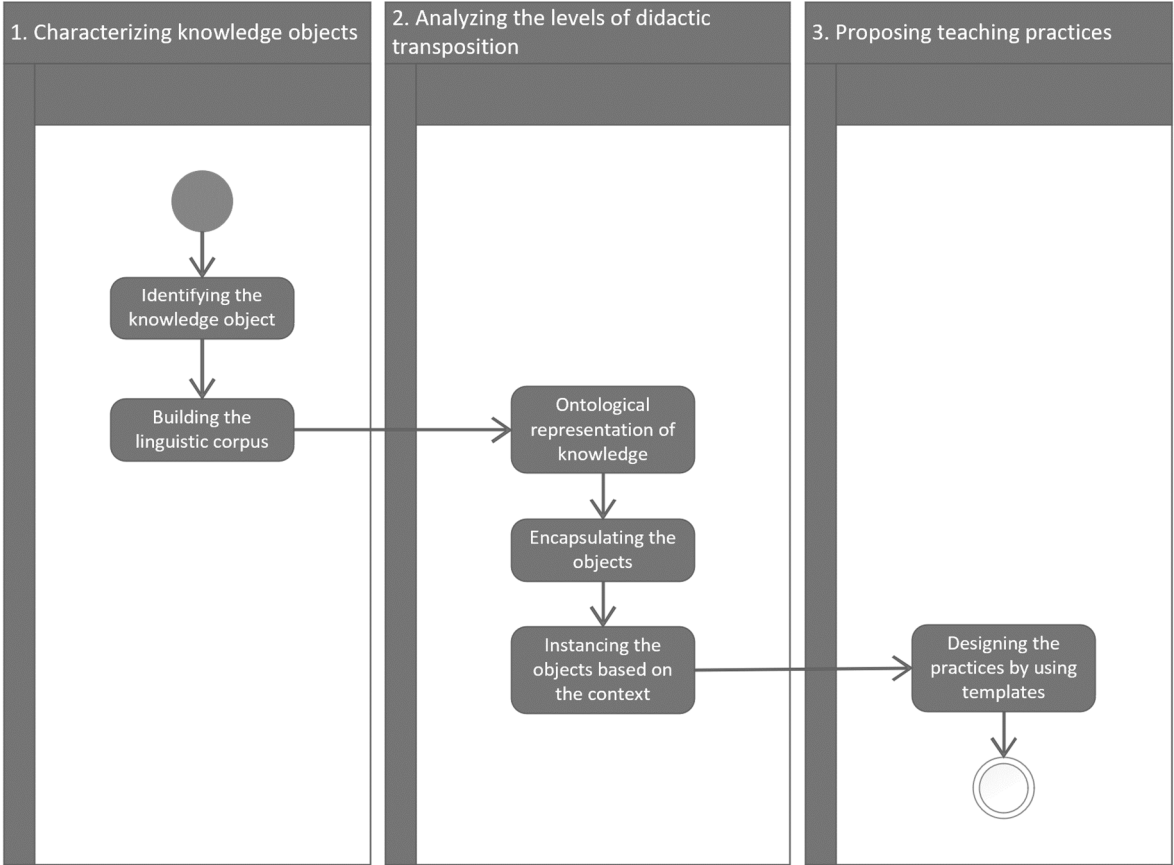 1. Characterizing knowledge objects
2. Analyzing the levels of didactic
transposition
3. Proposing teaching practices
Identifying the
knowledge object
Building the
linguistic corpus
Ontological
representation of
knowledge
Encapsulating the
objects
Instancing the
objects based on
the context
Designing the
practices by using
templates